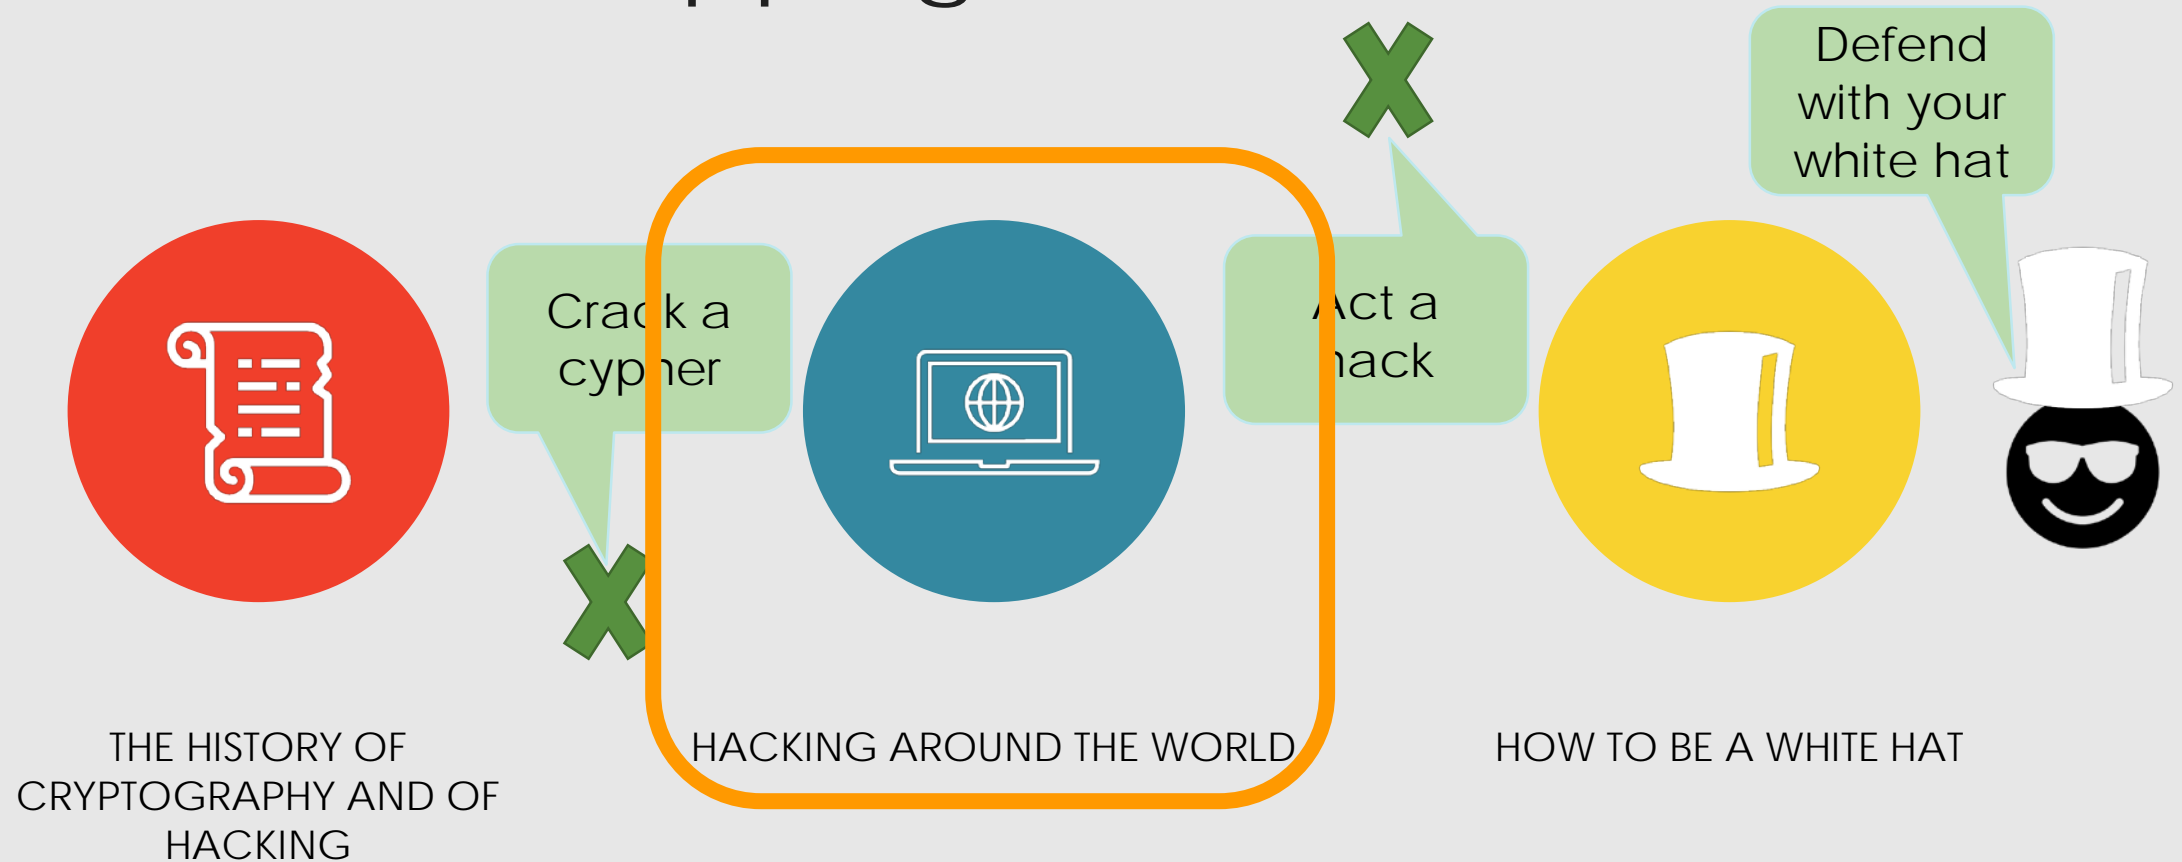 Defend
with your
white hat
Crack a
cypher
Act a
hack
THE HISTORY OF
CRYPTOGRAPHY AND OF
HACKING
HACKING AROUND THE WORLD
HOW TO BE A WHITE HAT